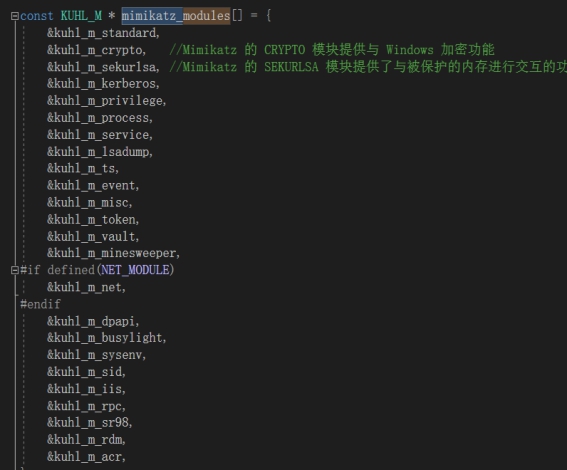 const KUHL_M * mimikatz_modules[] = {
&kuhl_m_standard,
&kuhl_m_crypto, //Mimikatz 的 CRYPTO 模块提供与 Windows 加密功能
&kuhl_m_sekurlsa, //Mimikatz 的 SEKURLSA 模块提供了与被保护的内存进行交互的功
&kuhl_m_kerberos,
&kuhl_m_privilege,
&kuhl_m_process,
&kuhl_m_service,
&kuhl_m_lsadump,
&kuhl_m_ts,
&kuhl_m_event,
&kuhl_m_misc,
&kuhl_m_token,
&kuhl_m_vault,
&kuhl_m_minesweeper,
#if defined(NET_MODULE)
&kuhl_m_net,
#endif
&kuhl_m_dpapi,
&kuhl_m_busylight,
&kuhl_m_sysenv,
&kuhl_m_sid,
&kuhl_m_iis,
&kuhl_m_rpc,
&kuhl_m_sr98,
&kuhl_m_rdm,
&kuhl_m_acr,